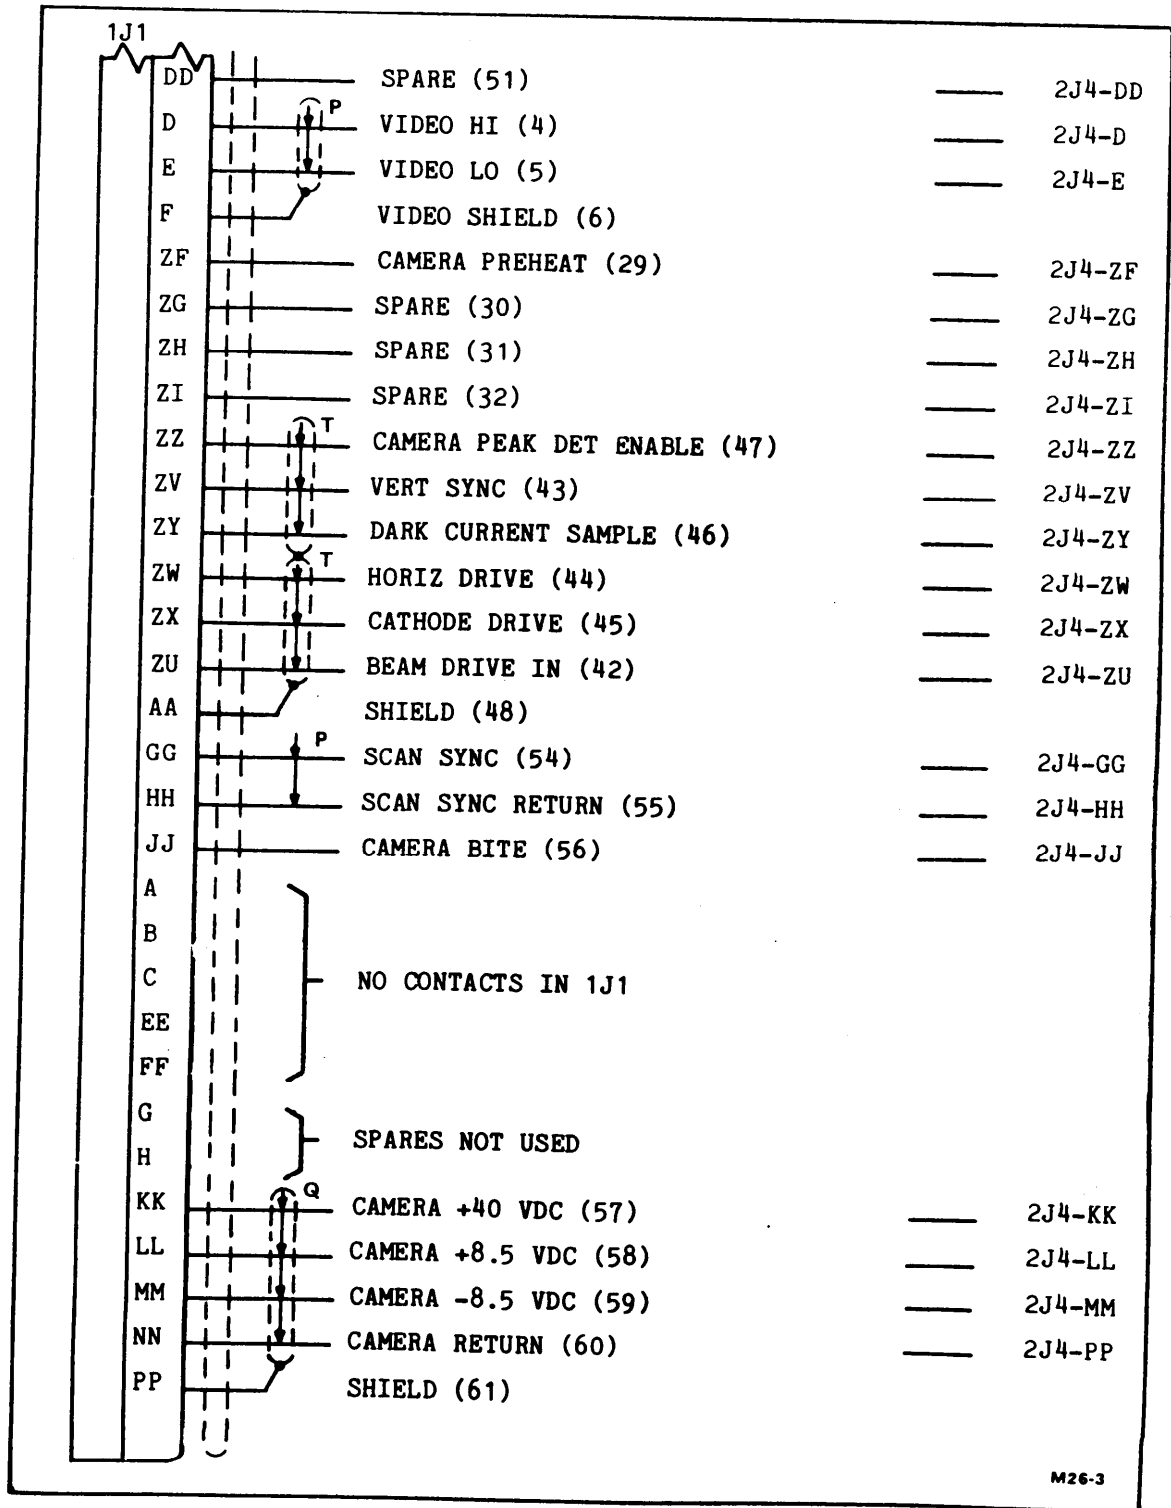 1J1
DD SPARE (51) 2J4-DD
P
D VIDEO HI (4) 2J4-D
E VIDEO LO (5) 2J4-E
F VIDEO SHIELD (6)
ZF CAMERA PREHEAT (29) 2J4-ZF
ZG SPARE (30) 2J4-ZG
ZH SPARE (31) 2J4-ZH
ZI SPARE (32) 2J4-ZI
T
ZZ CAMERA PEAK DET ENABLE (47) 2J4-ZZ
ZV VERT SYNC (43) 2J4-ZV
ZY DARK CURRENT SAMPLE (46) 2J4-ZY
T
ZW HORIZ DRIVE (44) 2J4-ZW
ZX CATHODE DRIVE (45) 2J4-ZX
ZU BEAM DRIVE IN (42) 2J4-ZU
AA SHIELD (48)
P
GG SCAN SYNC (54) 2J4-GG
HH SCAN SYNC RETURN (55) 2J4-HH
JJ CAMERA BITE (56) 2J4-JJ
A
B
C NO CONTACTS IN 1J1
EE
FF
G
SPARES NOT USED
H
Q
KK CAMERA +40 VDC (57) 2J4-KK
LL CAMERA +8.5 VDC (58) 2J4-LL
MM CAMERA -8.5 VDC (59) 2J4-MM
NN CAMERA RETURN (60) 2J4-PP
PP SHIELD (61)
M26-3